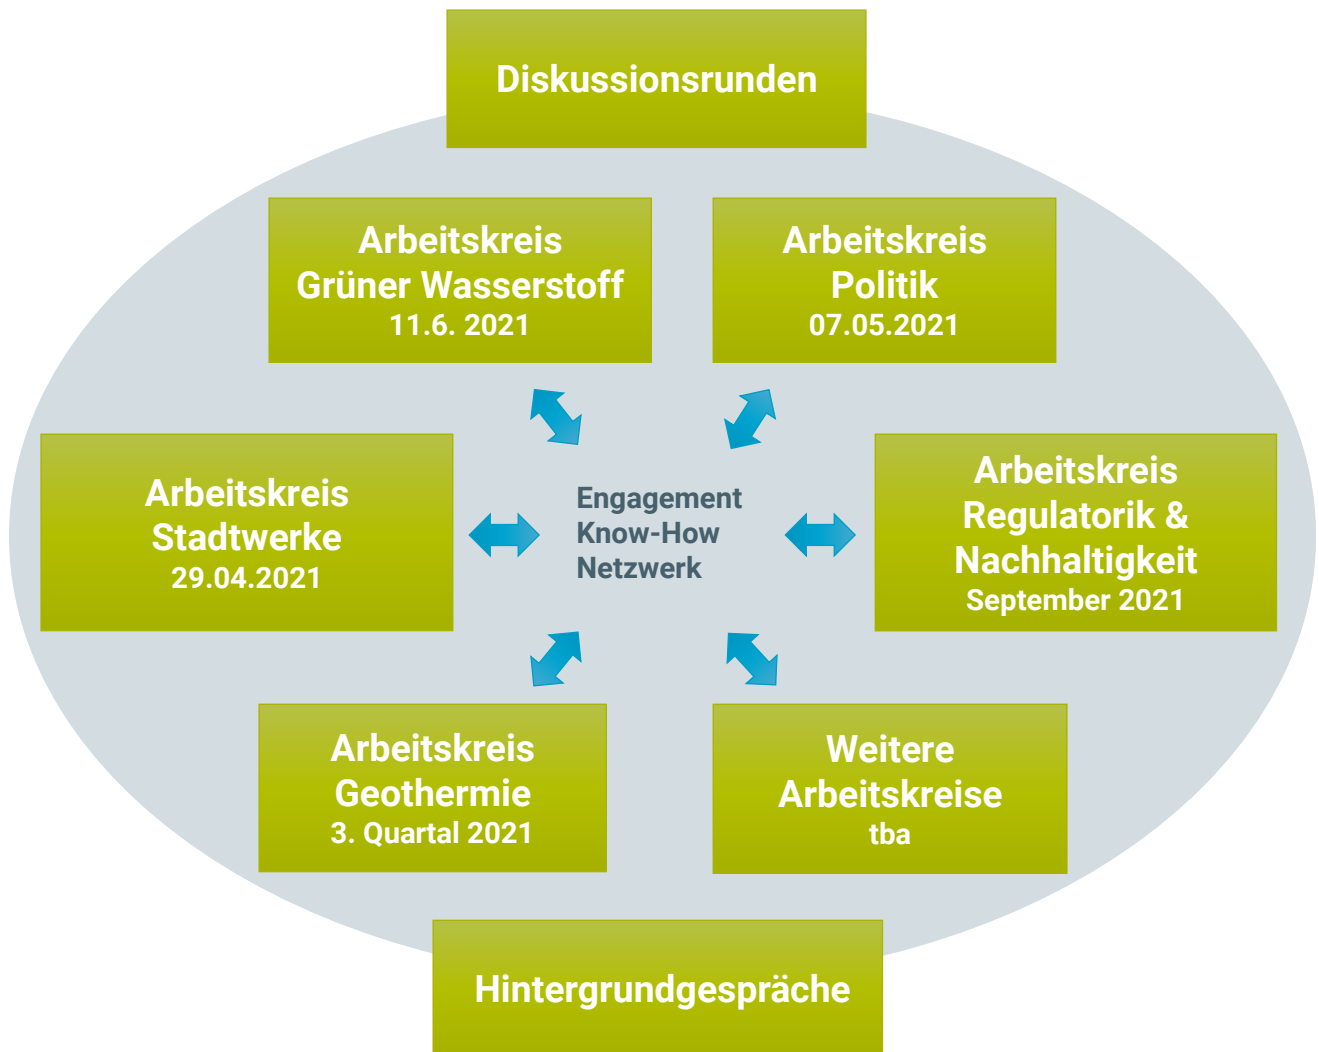 Diskussionsrunden
Arbeitskreis
Grüner Wasserstoff
11.6. 2021
Arbeitskreis
Politik
07.05.2021
Arbeitskreis
Stadtwerke
29.04.2021
Engagement
Know-How
Netzwerk
Arbeitskreis
Regulatorik &
Nachhaltigkeit
September 2021
Arbeitskreis
Geothermie
3. Quartal 2021
Weitere
Arbeitskreise
tba
Hintergrundgespräche